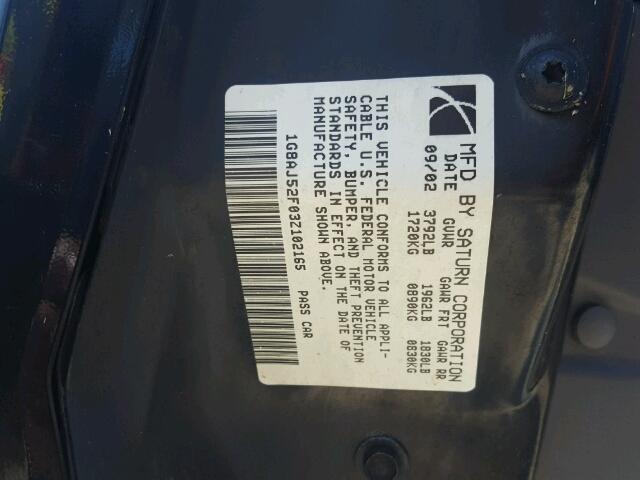 MFD BY SATURN CORPORATION
DATE GVWR GAWR FRT GAWR RR
09/02 3792LB 1962LB 1830LB
1720KG 0890KG 0830KG
THIS VEHICLE CONFORMS TO ALL APPLI-
CABLE U.S. FEDERAL MOTOR VEHICLE
SAFETY, BUMPER, AND THEFT PREVENTION
STANDARDS IN EFFECT ON THE DATE OF
MANUFACTURE SHOWN ABOVE.
1G8AJ52F03Z102165 PASS CAR